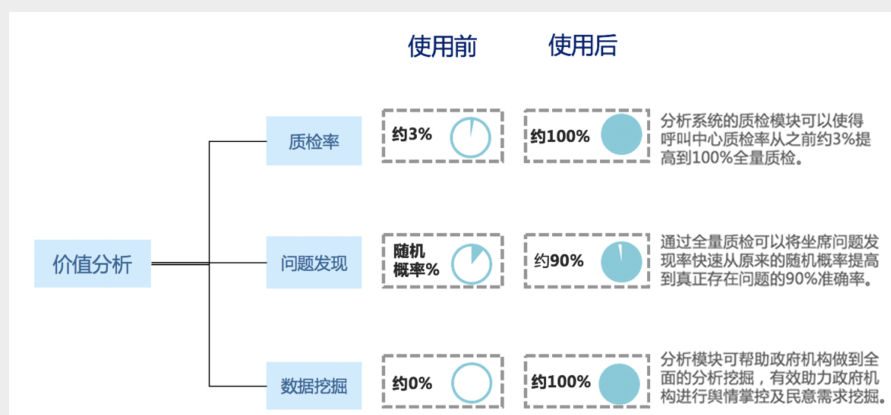 使用前
使用后
价值分析
质检率
约3%
约100%
分析系统的质检模块可以使得
呼叫中心质检率从之前约3%提
高到100%全量质检。
问题发现
随机
概率%
约90%
通过全量质检可以将坐席问题发
现率快速从原来的随机概率提高
到真正存在问题的90%准确率。
数据挖掘
约0%
约100%
分析模块可帮助政府机构做到全
面的分析挖掘，有效助力政府机
构进行舆情掌控及民意需求挖掘。